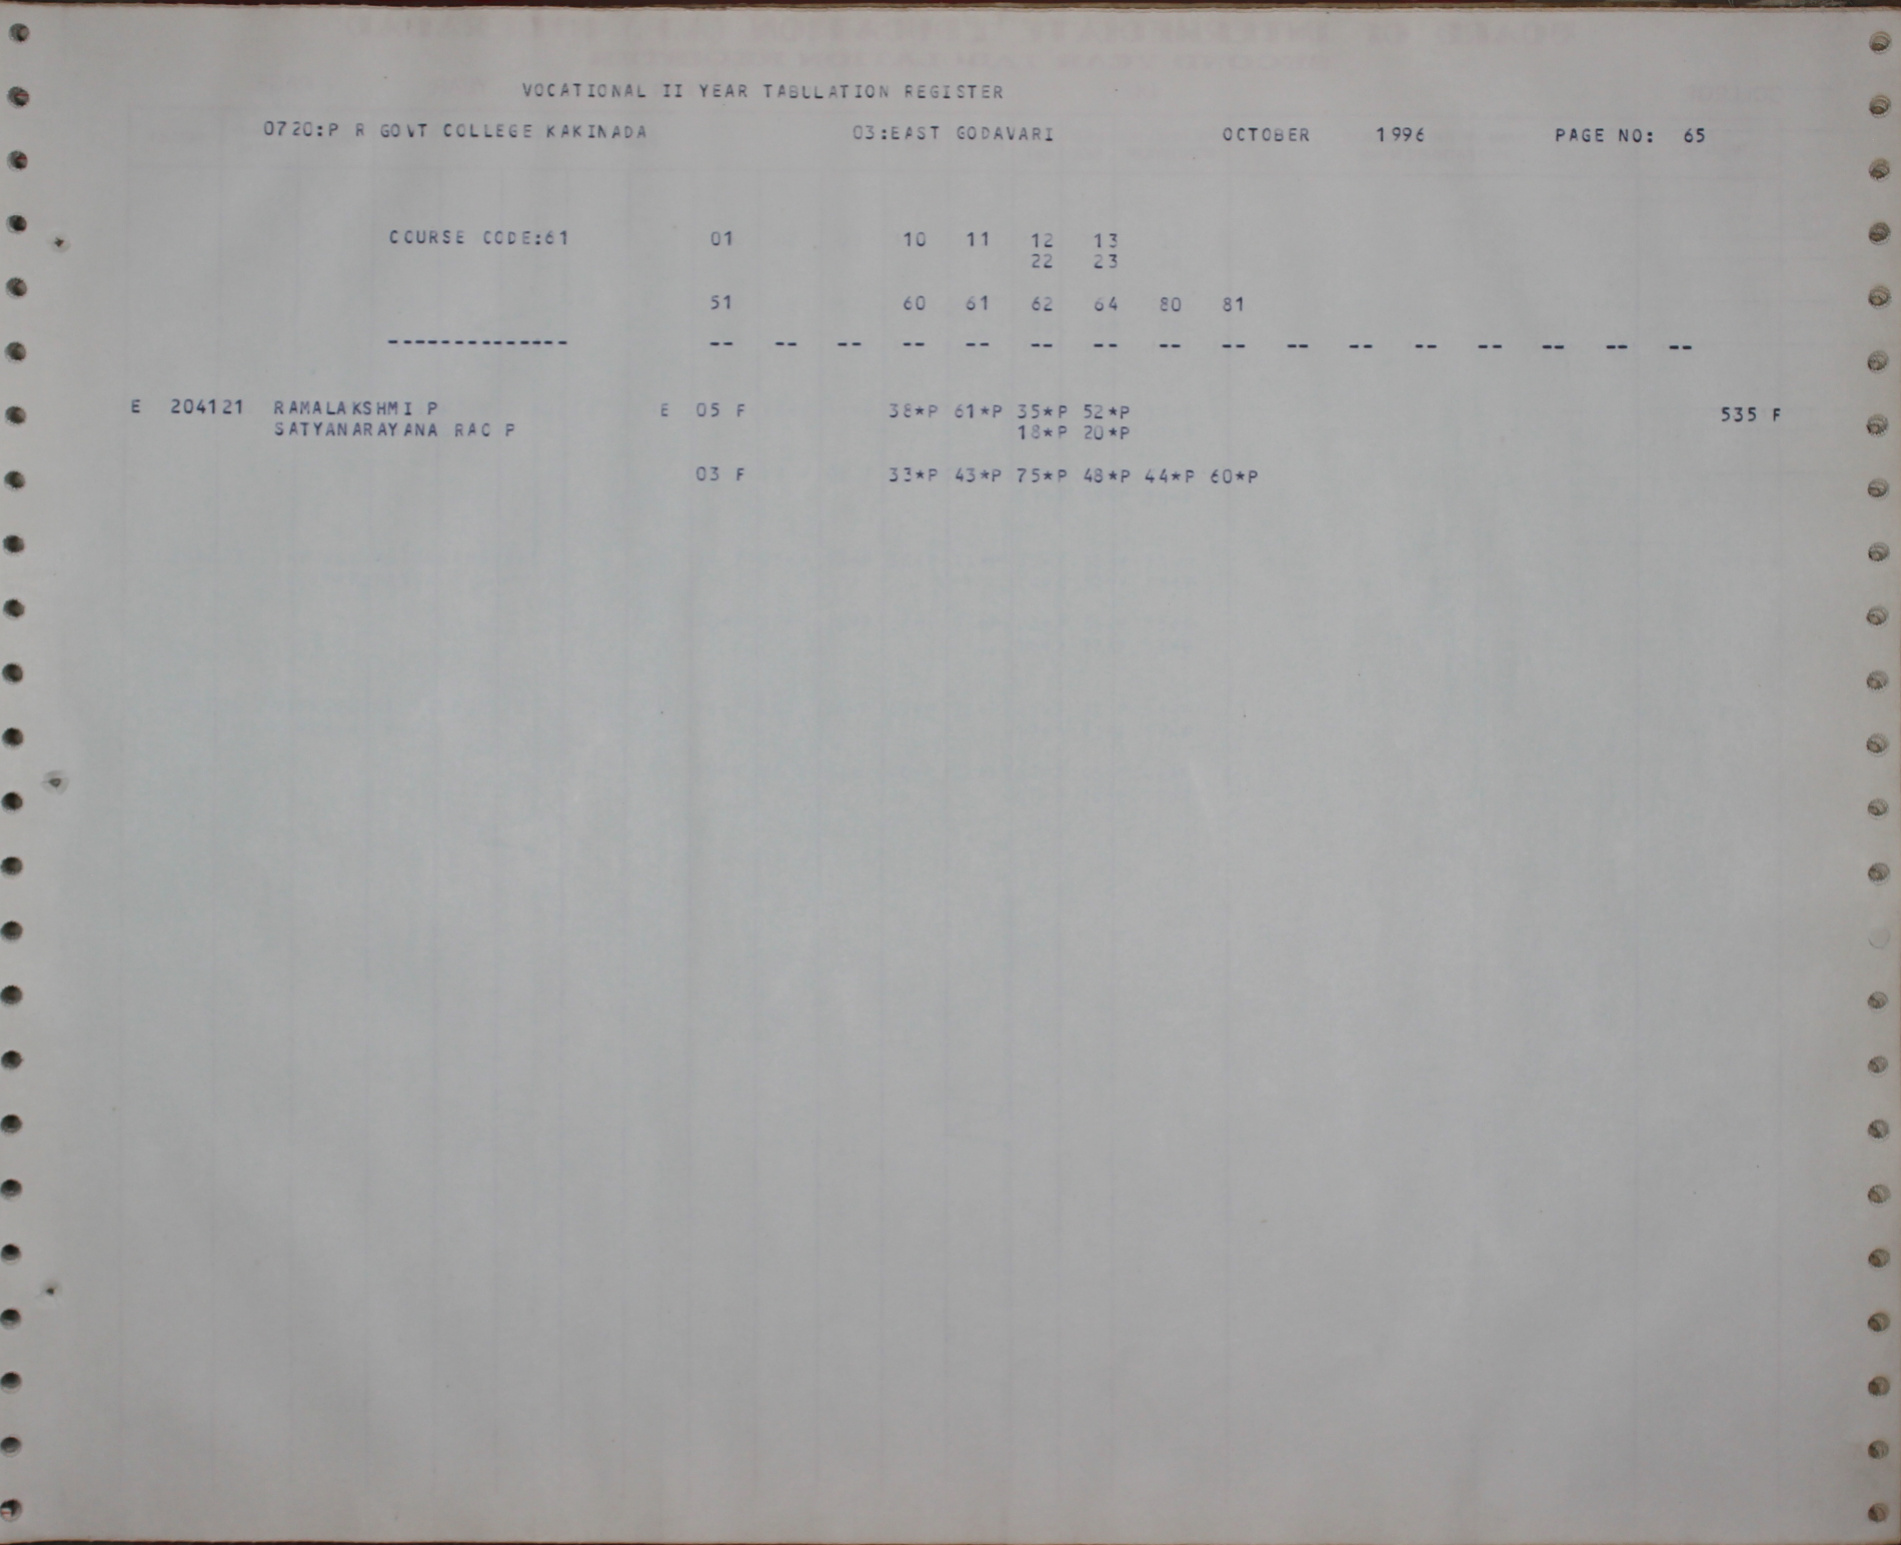 VOCATIONAL II YEAR TABULATION REGISTER
0720:P R GOVT COLLEGE KAKINADA 03:EAST GODAVARI OCTOBER 1996 PAGE NO: 65
COURSE CODE:61 01 10 11 12 13
22 23
51 60 61 62 64 80 81
-------------- -- -- -- -- -- -- -- -- -- -- -- -- -- -- -- --
E 204121 RAMALAKSHMI P E 05 F 38*P 61*P 35*P 52*P 535 F
SATYANARAYANA RAO P 18*P 20*P
03 F 33*P 43*P 75*P 48*P 44*P 60*P